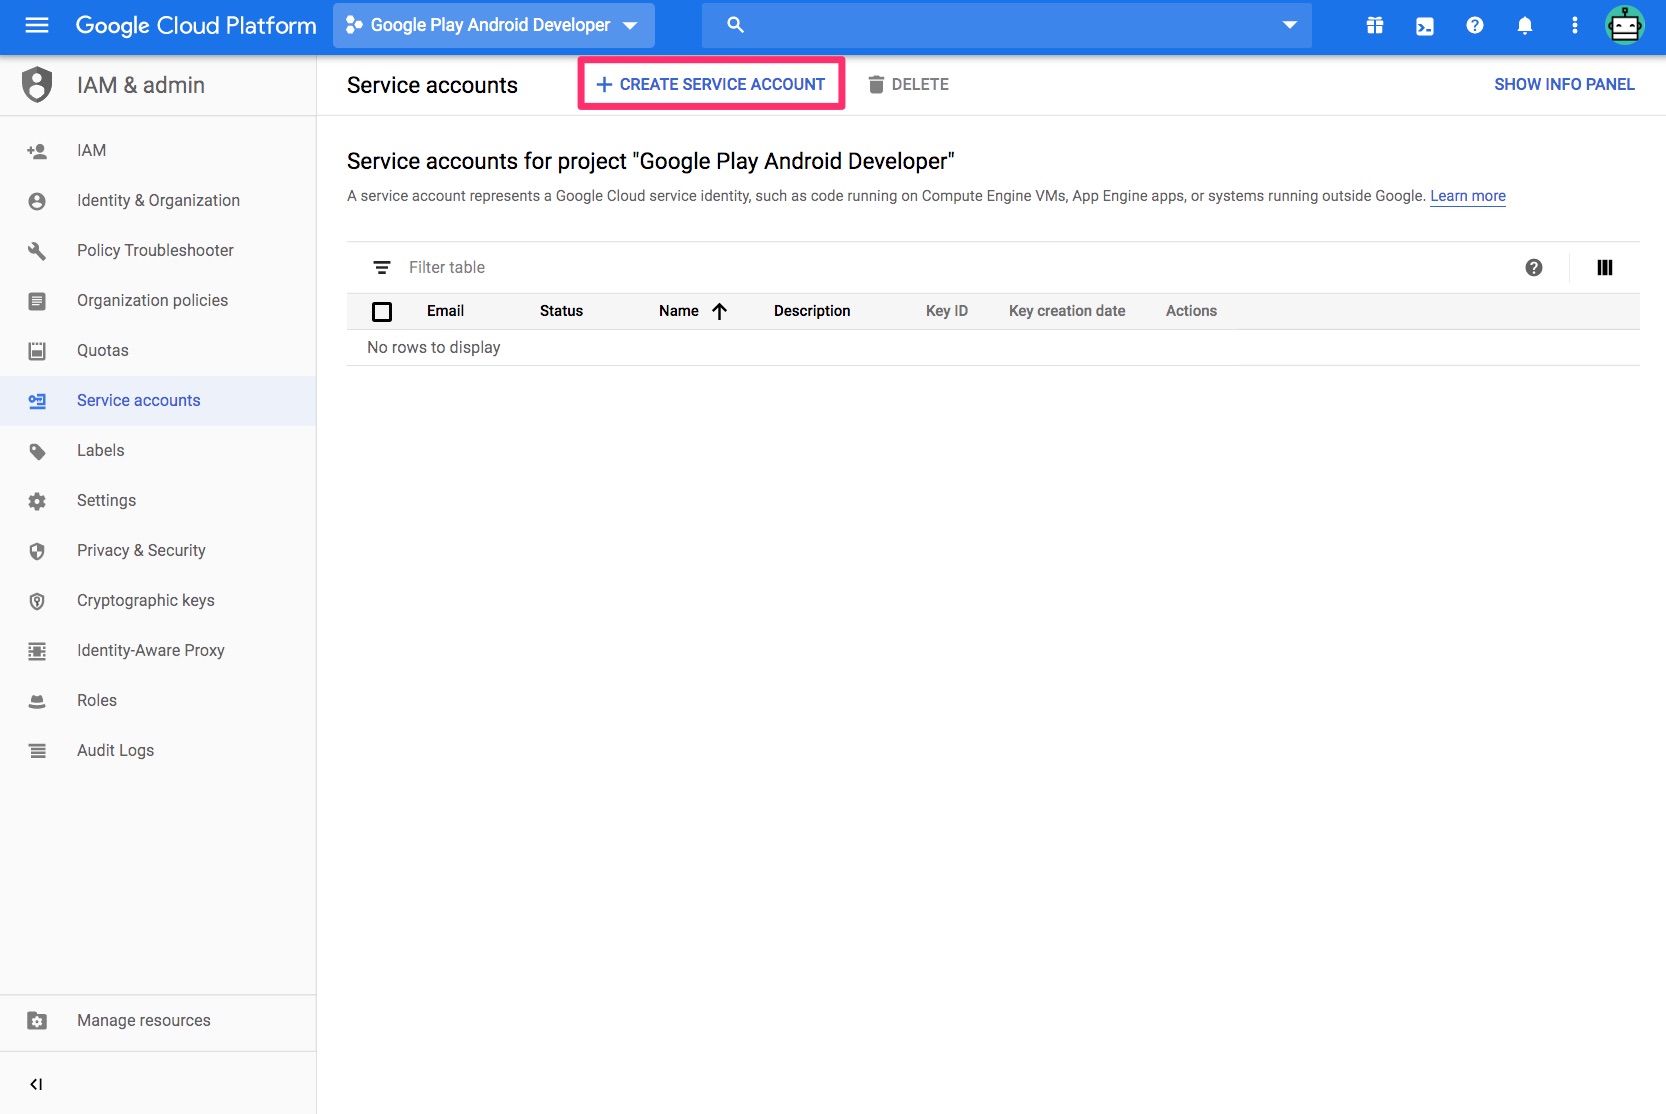 Google Cloud Platform
Google Play Android Developer
IAM & admin
Service accounts
CREATE SERVICE ACCOUNT
DELETE
SHOW INFO PANEL
IAM
Identity & Organization
Policy Troubleshooter
Organization policies
Quotas
Service accounts
Labels
Settings
Privacy & Security
Cryptographic keys
Identity-Aware Proxy
Roles
Audit Logs
Manage resources
Service accounts for project "Google Play Android Developer"
A service account represents a Google Cloud service identity, such as code running on Compute Engine VMs, App Engine apps, or systems running outside Google. Learn more
Filter table
Email Status Name Description Key ID Key creation date Actions
No rows to display